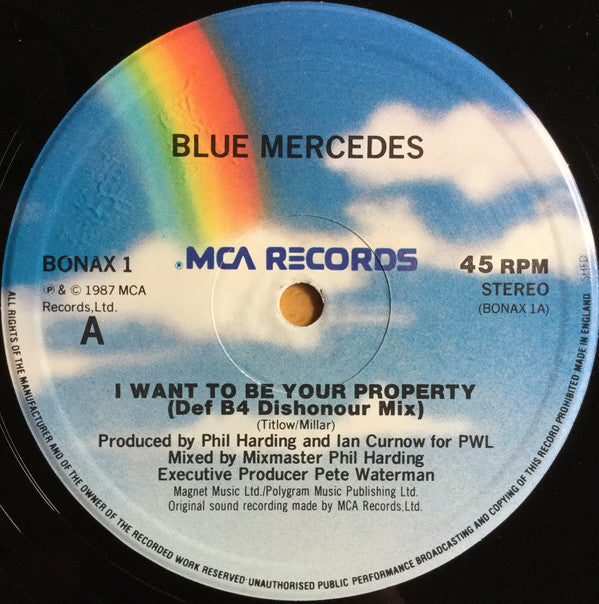 BLUE MERCEDES
BONAX 1
℗ & © 1987 MCA
Records,Ltd.
A
® MCA RECORDS
45 RPM
STEREO
(BONAX 1A)
I WANT TO BE YOUR PROPERTY
(Def B4 Dishonour Mix)
(Titlow/Millar)
Produced by Phil Harding and Ian Curnow for PWL
Mixed by Mixmaster Phil Harding
Executive Producer Pete Waterman
Magnet Music Ltd./Polygram Music Publishing Ltd.
Original sound recording made by MCA Records,Ltd.
ALL RIGHTS OF THE MANUFACTURER AND OF THE OWNER OF THE RECORDED WORK RESERVED·UNAUTHORISED PUBLIC PERFORMANCE BROADCASTING AND COPYING OF THIS RECORD PROHIBITED MADE IN ENGLAND